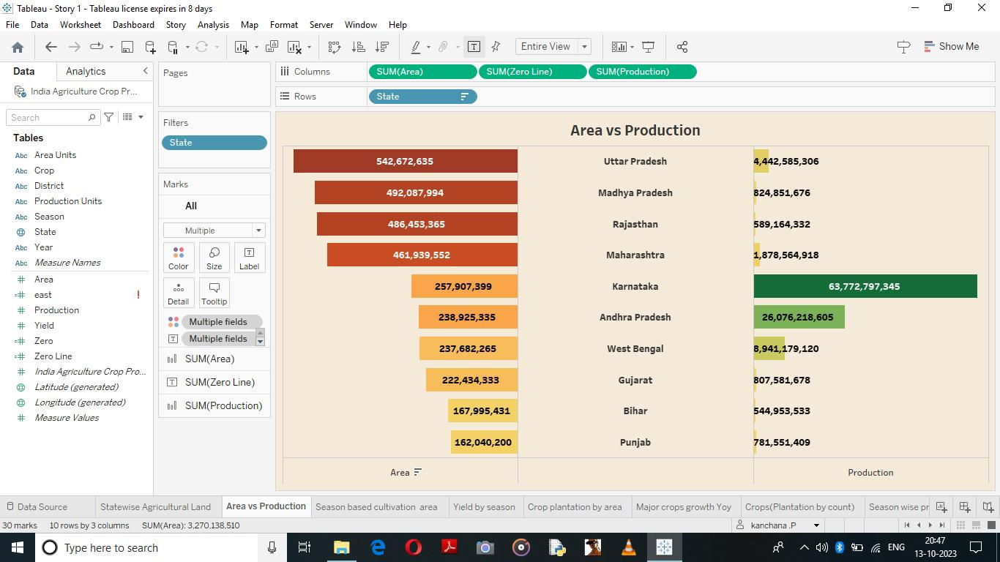 Tableau - Story 1 - Tableau license expires in 8 days
File Data Worksheet Dashboard Story Analysis Map Format Server Window Help
Entire View
Show Me
Data Analytics
India Agriculture Crop Pr...
Search
Tables
Abc Area Units
Abc Crop
Abc District
Abc Production Units
Abc Season
State
Abc Year
Abc Measure Names
# Area
=# east !
# Production
# Yield
=# Zero
=# Zero Line
# India Agriculture Crop Pro...
Latitude (generated)
Longitude (generated)
# Measure Values
Pages
Filters
State
Marks
All
Multiple
Color Size Label
Detail Tooltip
Multiple fields
Multiple fields
SUM(Area)
SUM(Zero Line)
SUM(Production)
Columns SUM(Area) SUM(Zero Line) SUM(Production)
Rows State
Area vs Production
542,672,635 Uttar Pradesh 4,442,585,306
492,087,994 Madhya Pradesh 824,851,676
486,453,365 Rajasthan 589,164,332
461,939,552 Maharashtra 1,878,564,918
257,907,399 Karnataka 63,772,797,345
238,925,335 Andhra Pradesh 26,076,218,605
237,682,265 West Bengal 8,941,179,120
222,434,333 Gujarat 807,581,678
167,995,431 Bihar 544,953,533
162,040,200 Punjab 781,551,409
Area Production
Data Source Statewise Agricultural Land Area vs Production Season based cultivation area Yield by season Crop plantation by area Major crops growth Yoy Crops(Plantation by count) Season wise pr
30 marks 10 rows by 3 columns SUM(Area): 3,270,138,510 kanchana .P
Type here to search
ENG
20:47
13-10-2023